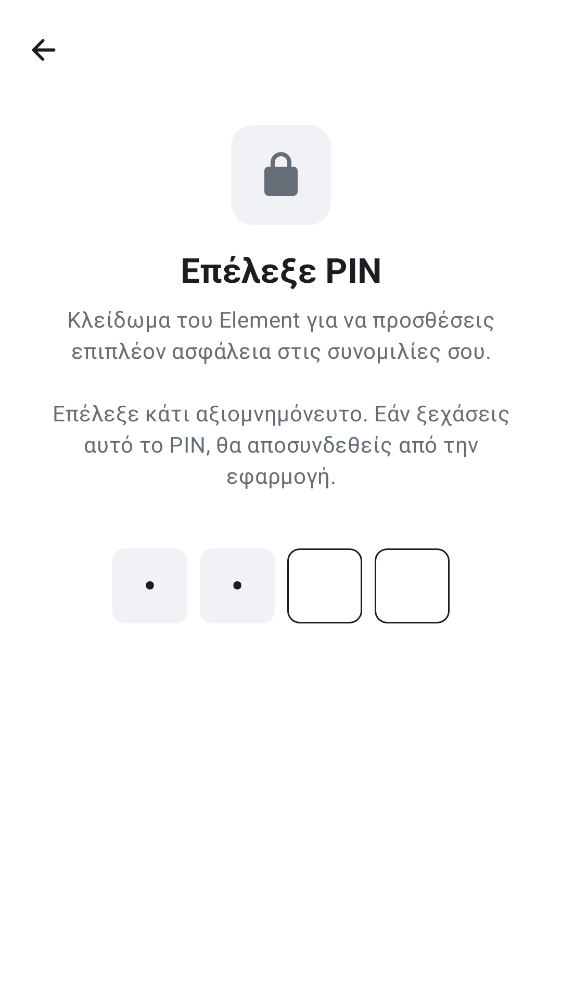 Επέλεξε PIN
Κλείδωμα του Element για να προσθέσεις
επιπλέον ασφάλεια στις συνομιλίες σου.
Επέλεξε κάτι αξιομνημόνευτο. Εάν ξεχάσεις
αυτό το PIN, θα αποσυνδεθείς από την
εφαρμογή.